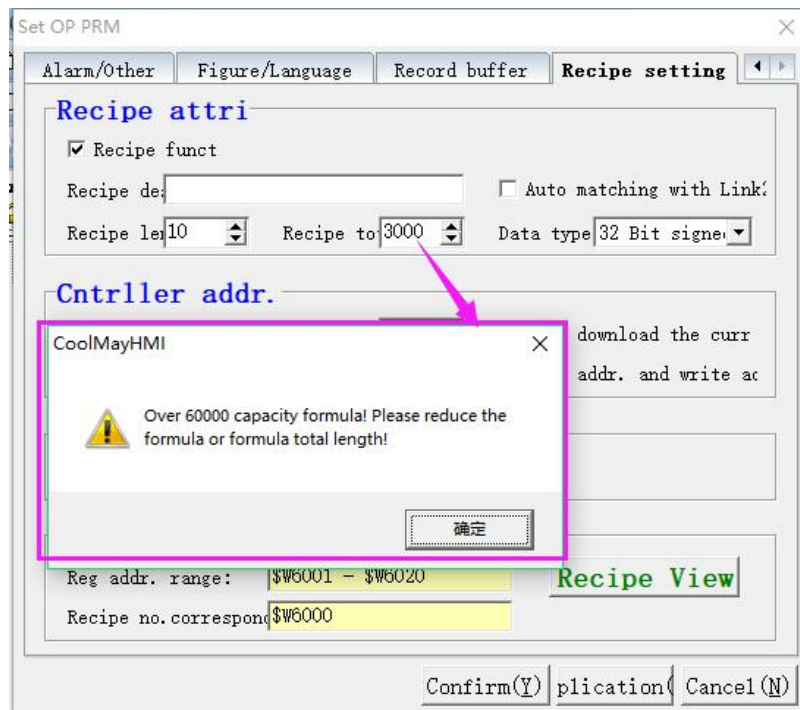 Set OP PRM
Alarm/Other Figure/Language Record buffer Recipe setting
Recipe attri
Recipe funct
Recipe de: Auto matching with Link
Recipe le 10 Recipe to 3000 Data type 32 Bit signe
Cntrller addr.
download the curr
addr. and write ac
CoolMayHMI
Over 60000 capacity formula! Please reduce the
formula or formula total length!
确定
Reg addr. range: $W6001 - $W6020
Recipe View
Recipe no.correspon $W6000
Confirm(Y) plication( Cancel(N)